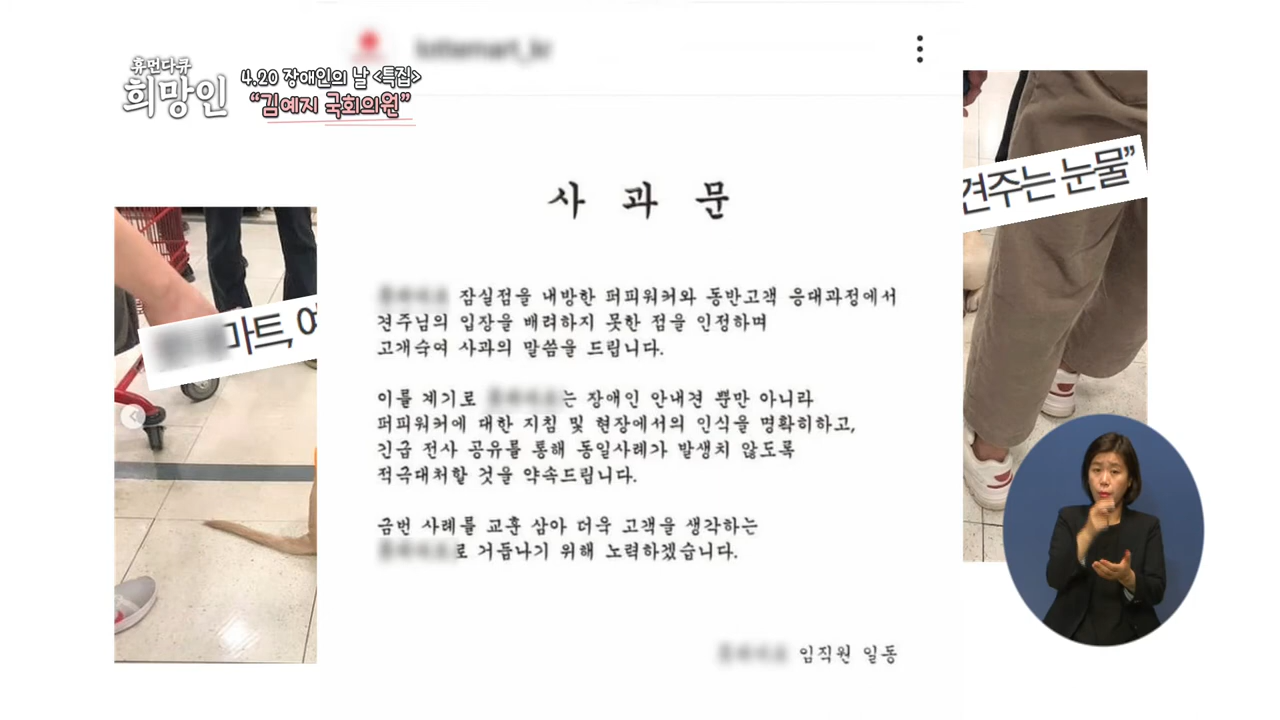 휴먼다큐
희망인
4.20 장애인의 날 <특집>
"김예지 국회의원"
사 과 문
잠실점을 내방한 퍼피워커와 동반고객 응대과정에서
견주님의 입장을 배려하지 못한 점을 인정하며
고개숙여 사과의 말씀을 드립니다.
이를 계기로 는 장애인 안내견 뿐만 아니라
퍼피워커에 대한 지침 및 현장에서의 인식을 명확히하고,
긴급 전사 공유를 통해 동일사례가 발생치 않도록
적극대처할 것을 약속드립니다.
금번 사례를 교훈 삼아 더욱 고객을 생각하는
로 거듭나기 위해 노력하겠습니다.
임직원 일동
마트,
견주는 눈물”